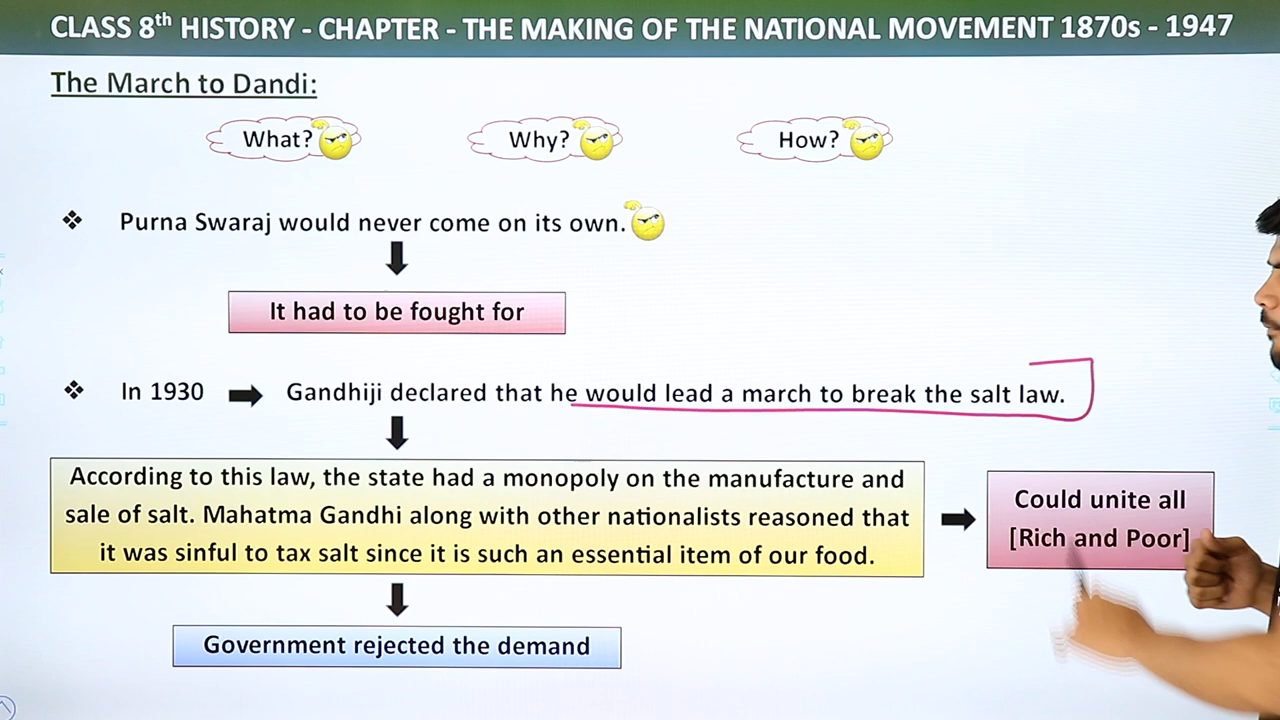 CLASS 8th HISTORY - CHAPTER - THE MAKING OF THE NATIONAL MOVEMENT 1870s - 1947
The March to Dandi:
What?
Why?
How?
❖ Purna Swaraj would never come on its own.
It had to be fought for
❖ In 1930 ➡ Gandhiji declared that he would lead a march to break the salt law.
According to this law, the state had a monopoly on the manufacture and
sale of salt. Mahatma Gandhi along with other nationalists reasoned that
it was sinful to tax salt since it is such an essential item of our food.
Could unite all
[Rich and Poor]
Government rejected the demand